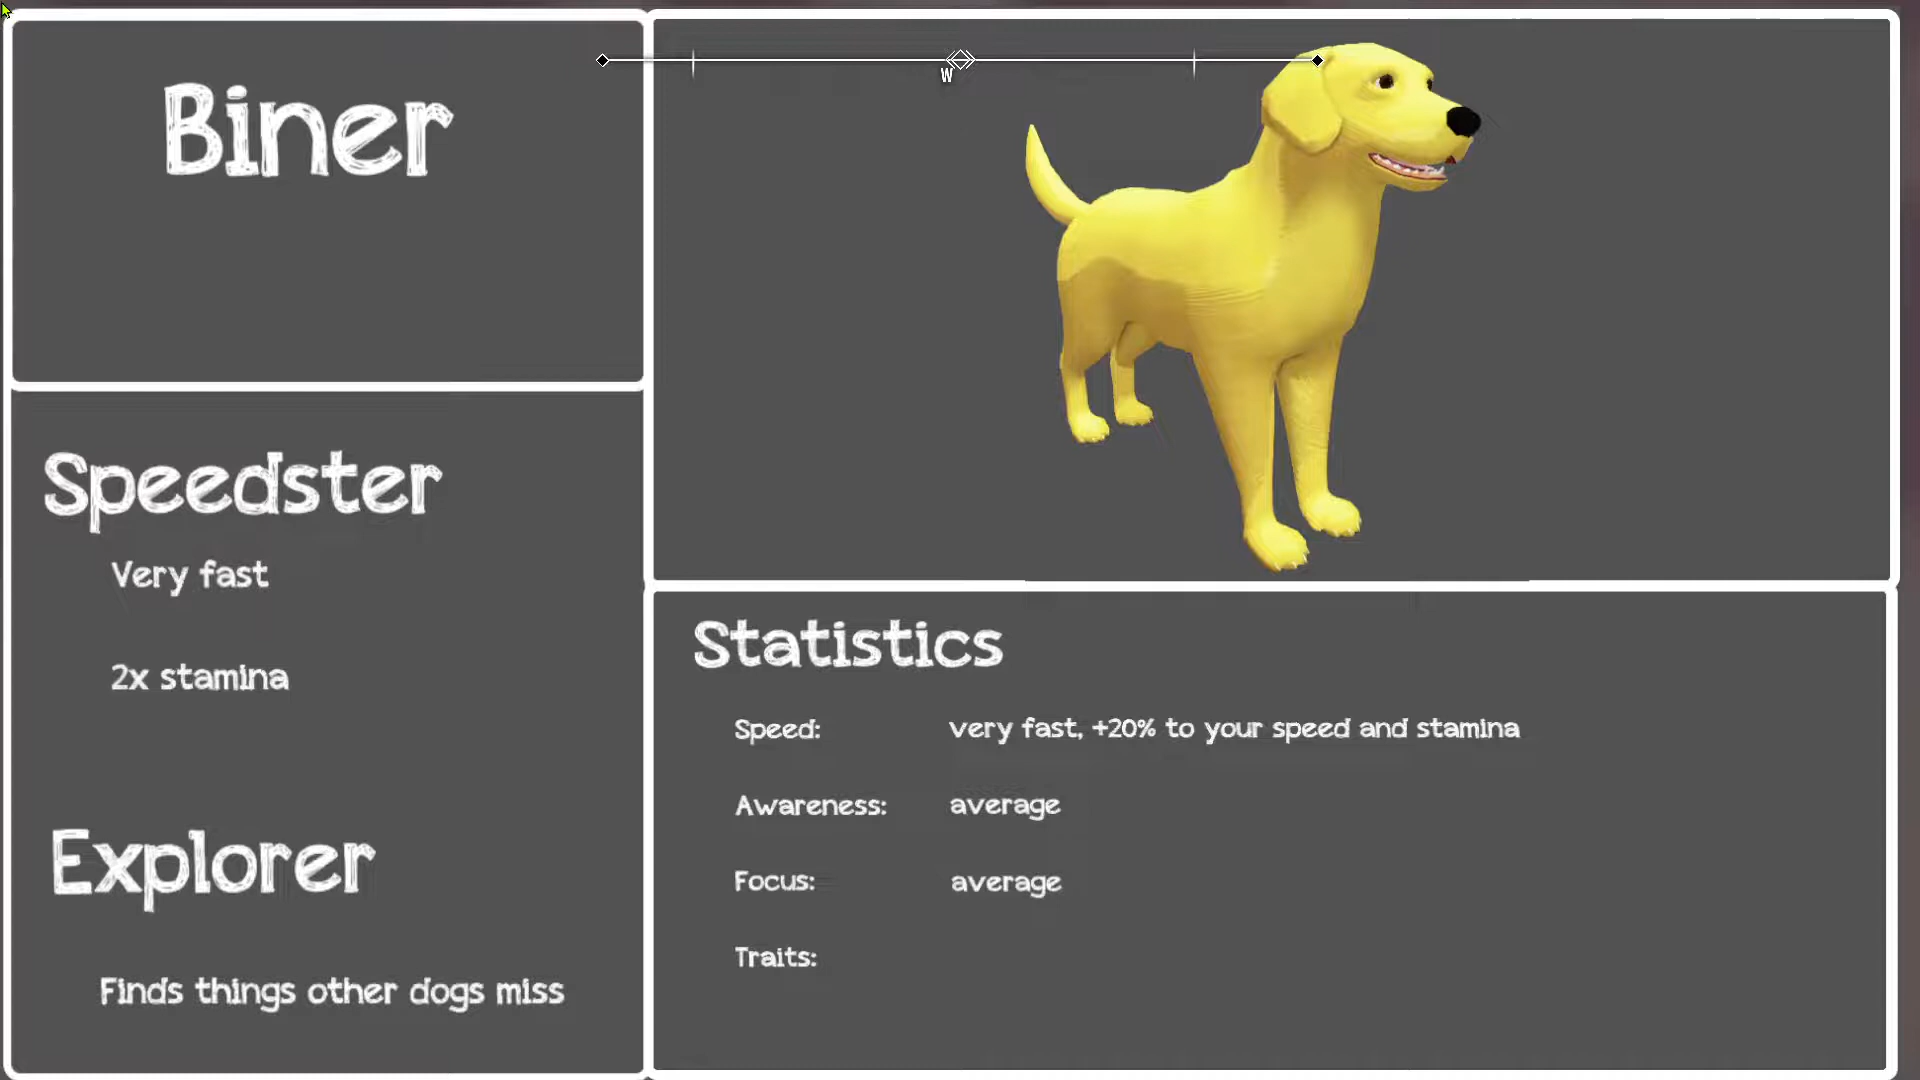 Biner
W
Speedster
Very fast
2x stamina
Explorer
Finds things other dogs miss
Statistics
Speed: very fast, +20% to your speed and stamina
Awareness: average
Focus: average
Traits: